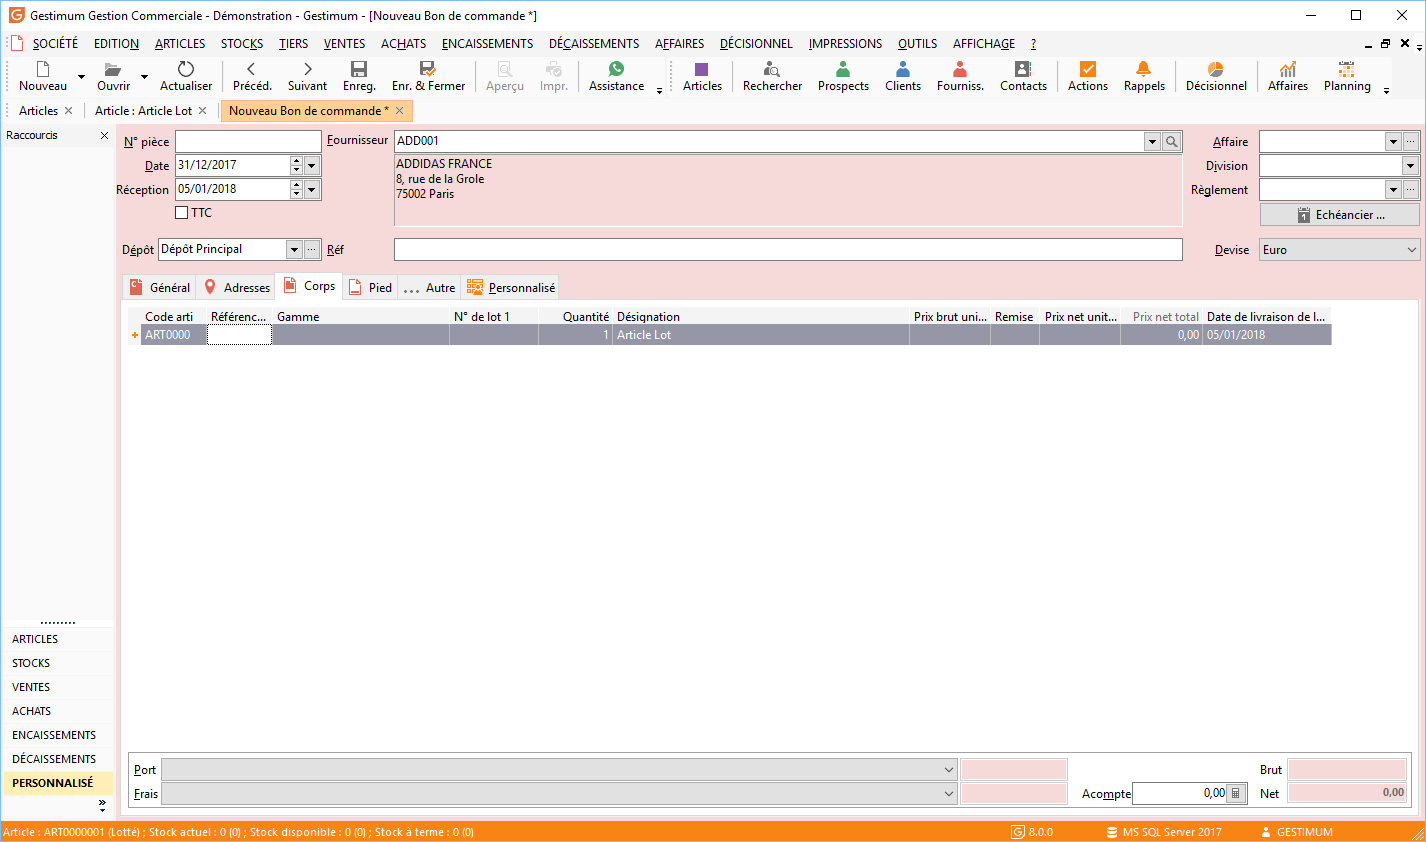 Gestimum Gestion Commerciale - Démonstration - Gestimum - [Nouveau Bon de commande *]
SOCIÉTÉ EDITION ARTICLES STOCKS TIERS VENTES ACHATS ENCAISSEMENTS DÉCAISSEMENTS AFFAIRES DÉCISIONNEL IMPRESSIONS OUTILS AFFICHAGE ?
Nouveau Ouvrir Actualiser Précéd. Suivant Enreg. Enr. & Fermer Aperçu Impr. Assistance Articles Rechercher Prospects Clients Fourniss. Contacts Actions Rappels Décisionnel Affaires Planning
Articles Article : Article Lot Nouveau Bon de commande *
Raccourcis
N° pièce Fournisseur ADD001 Affaire
Date 31/12/2017 ADDIDAS FRANCE Division
8, rue de la Grole
Réception 05/01/2018 75002 Paris Règlement
TTC Echéancier ...
Dépôt Dépôt Principal Réf Devise Euro
Général Adresses Corps Pied ... Autre Personnalisé
Code arti Référenc... Gamme N° de lot 1 Quantité Désignation Prix brut uni... Remise Prix net unit... Prix net total Date de livraison de l...
ART0000 1 Article Lot 0,00 05/01/2018
ARTICLES
STOCKS
VENTES
ACHATS
ENCAISSEMENTS
DÉCAISSEMENTS
PERSONNALISÉ
Port Brut
Frais Acompte 0,00 Net 0,00
Article : ART0000001 (Lotté) ; Stock actuel : 0 (0) ; Stock disponible : 0 (0) ; Stock à terme : 0 (0) 8.0.0 MS SQL Server 2017 GESTIMUM